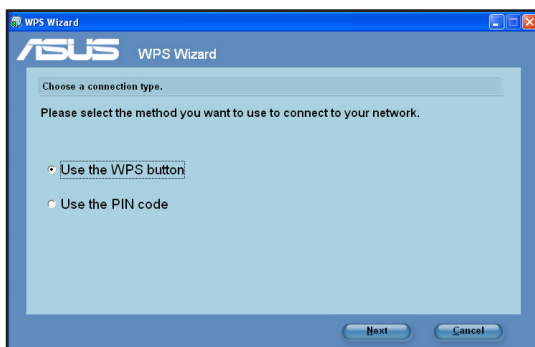 WPS Wizard
ASUS WPS Wizard
Choose a connection type.
Please select the method you want to use to connect to your network.
Use the WPS button
Use the PIN code
Next Cancel